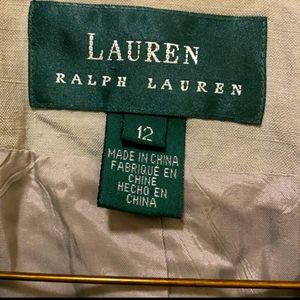 LAUREN
RALPH LAUREN
12
MADE IN CHINA
FABRIQUÉ EN
CHINE
HECHO EN
CHINA